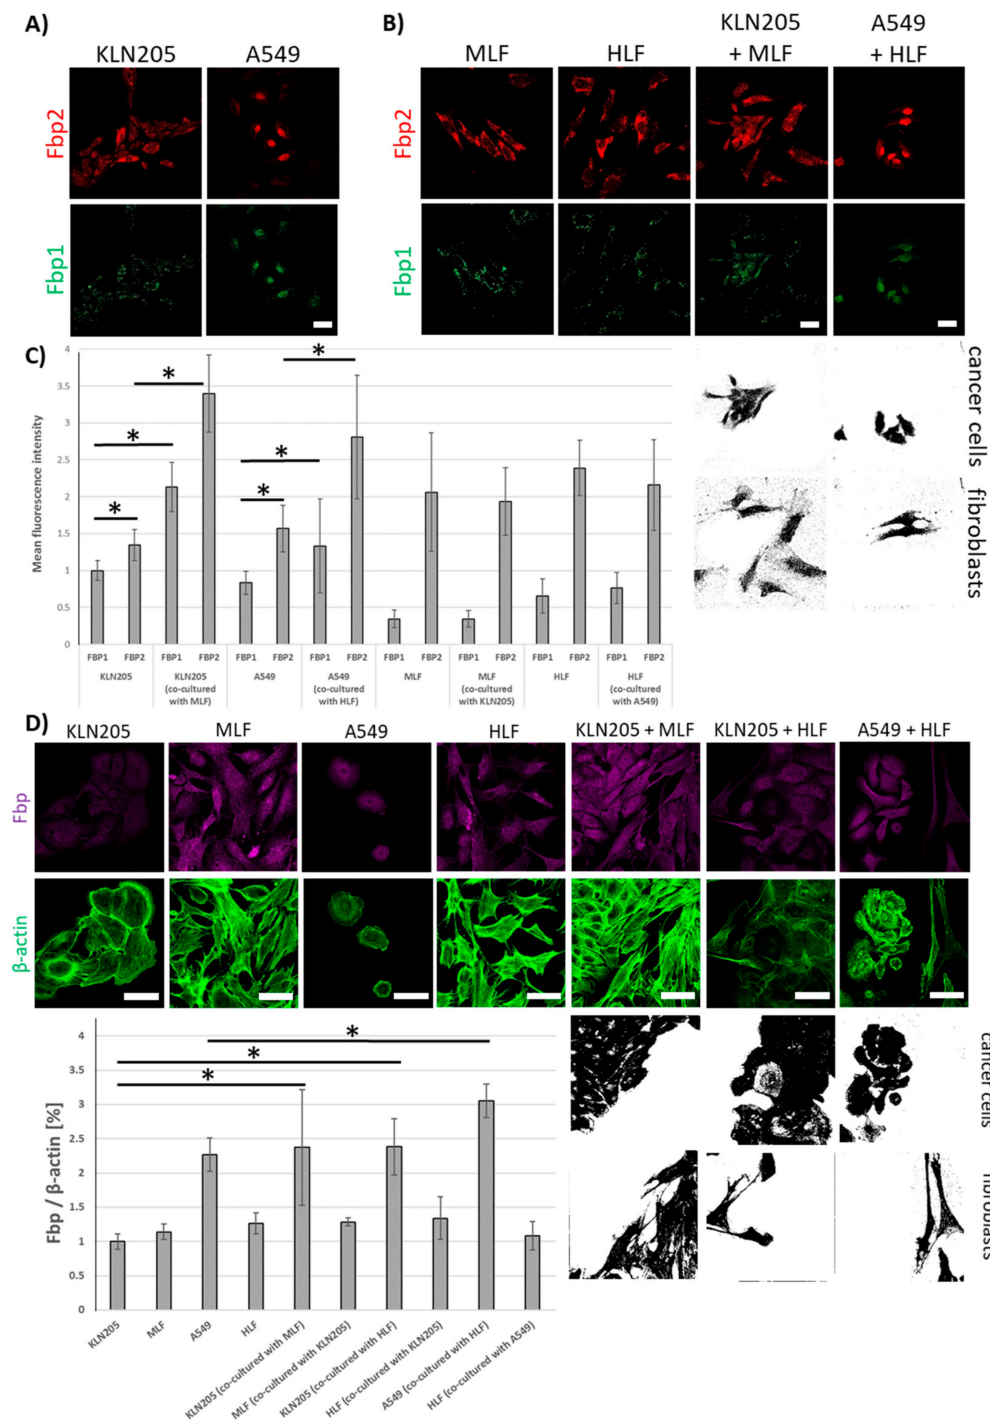 A)
KLN205 A549
Fbp2
Fbp1
B)
MLF HLF KLN205 + MLF A549 + HLF
cancer cells
fibroblasts
C)
Mean fluorescence intensity
4
3.5
3
2.5
2
1.5
1
0.5
0
FBP1 FBP2 FBP1 FBP2 FBP1 FBP2 FBP1 FBP2 FBP1 FBP2 FBP1 FBP2 FBP1 FBP2 FBP1 FBP2
KLN205
KLN205 (co-cultured with MLF)
A549
A549 (co-cultured with HLF)
MLF
MLF (co-cultured with KLN205)
HLF
HLF (co-cultured with A549)
* * * * * *
D)
KLN205 MLF A549 HLF KLN205 + MLF KLN205 + HLF A549 + HLF
Fbp
β-actin
cancer cells
fibroblasts
Fbp / β-actin [%]
4
3.5
3
2.5
2
1.5
1
0.5
0
* * *
KLN205
MLF
A549
HLF
KLN205 (co-cultured with MLF)
MLF (co-cultured with KLN205)
KLN205 (co-cultured with HLF)
HLF (co-cultured with KLN205)
A549 (co-cultured with HLF)
HLF (co-cultured with A549)